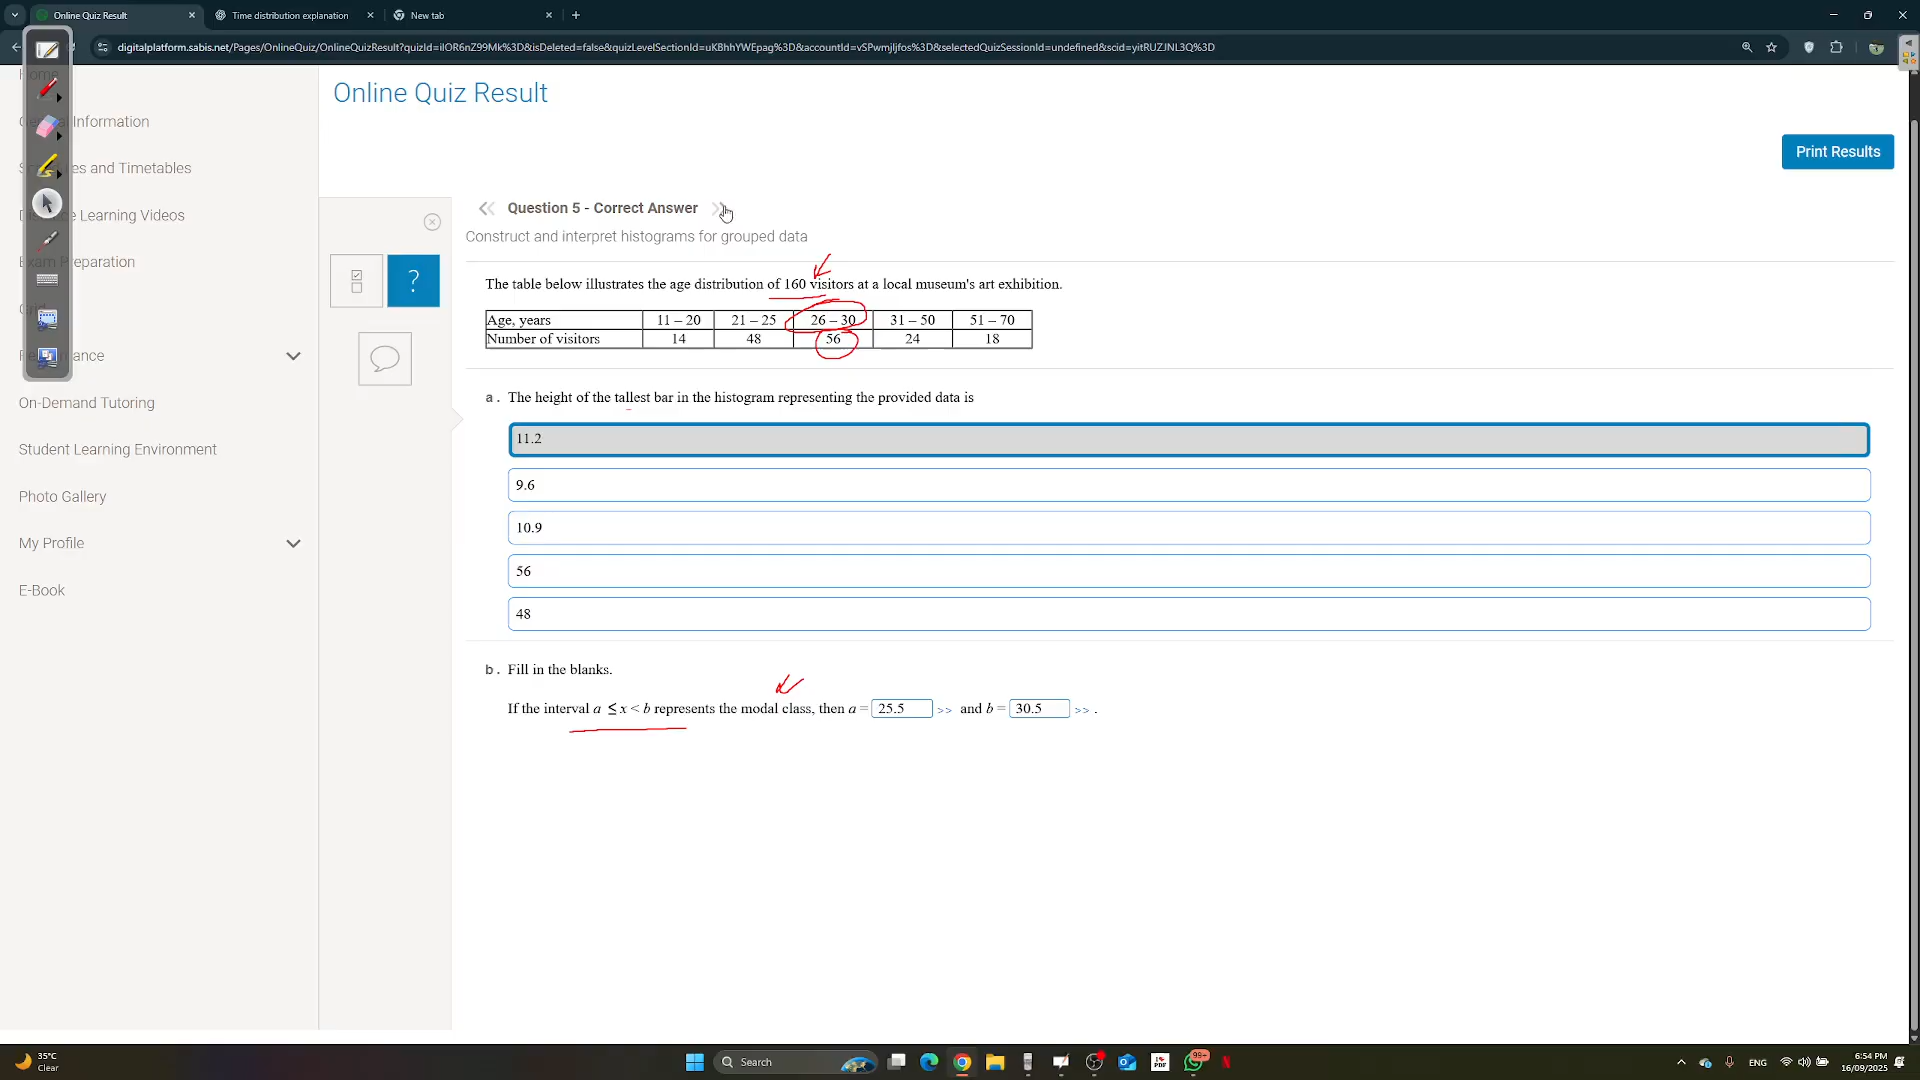 Online Quiz Result
Time distribution explanation
New tab
digitalplatform.sabis.net/Pages/OnlineQuiz/OnlineQuizResult?quizId=ilOR6nZ99Mk%3D&isDeleted=false&quizLevelSectionId=uKBhhYWEpag%3D&accountId=vSPwmjljfos%3D&selectedQuizSessionId=undefined&scid=yitRUZJNL3Q%3D
Information
and Timetables
Learning Videos
Preparation
On-Demand Tutoring
Student Learning Environment
Photo Gallery
My Profile
E-Book
Online Quiz Result
Print Results
Question 5 - Correct Answer
Construct and interpret histograms for grouped data
The table below illustrates the age distribution of 160 visitors at a local museum's art exhibition.
Age, years 11 – 20 21 – 25 26 – 30 31 – 50 51 – 70
Number of visitors 14 48 56 24 18
a. The height of the tallest bar in the histogram representing the provided data is
11.2
9.6
10.9
56
48
b. Fill in the blanks.
If the interval a ≤ x < b represents the modal class, then a = 25.5 >> and b = 30.5 >> .
35°C
Clear
Search
99+
ENG
6:54 PM
16/09/2025